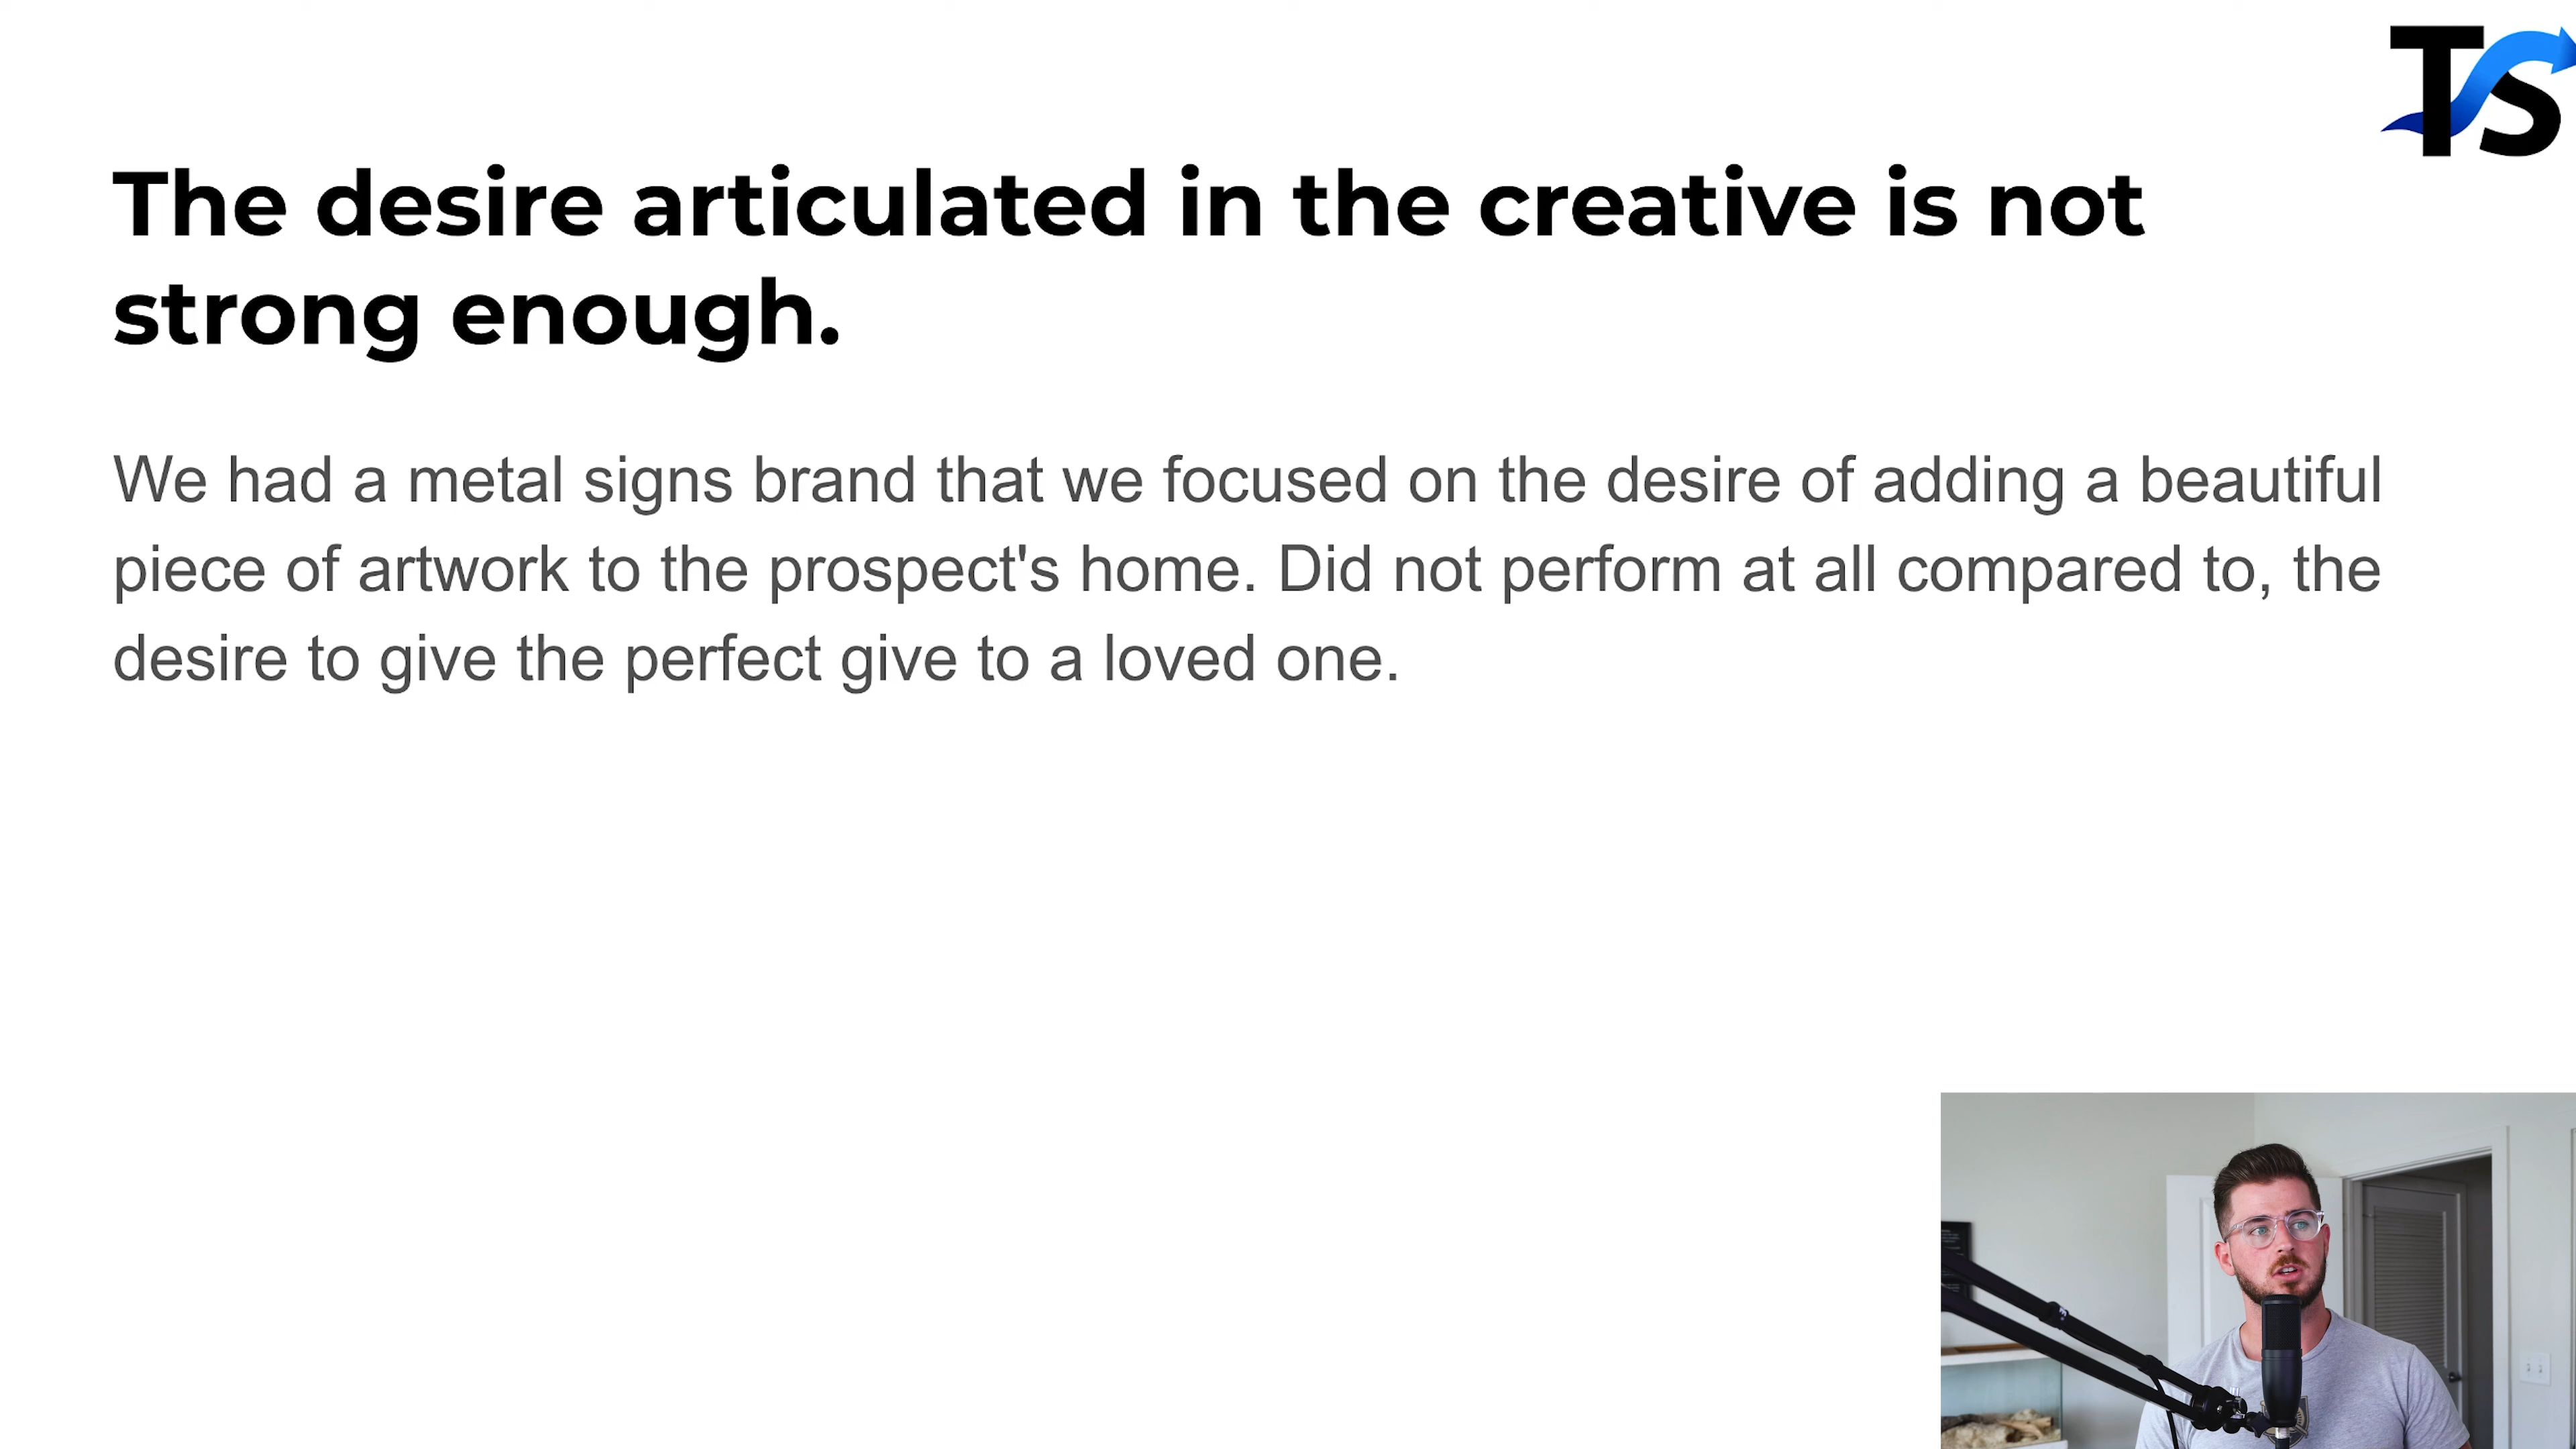 TS
The desire articulated in the creative is not
strong enough.
We had a metal signs brand that we focused on the desire of adding a beautiful
piece of artwork to the prospect's home. Did not perform at all compared to, the
desire to give the perfect give to a loved one.